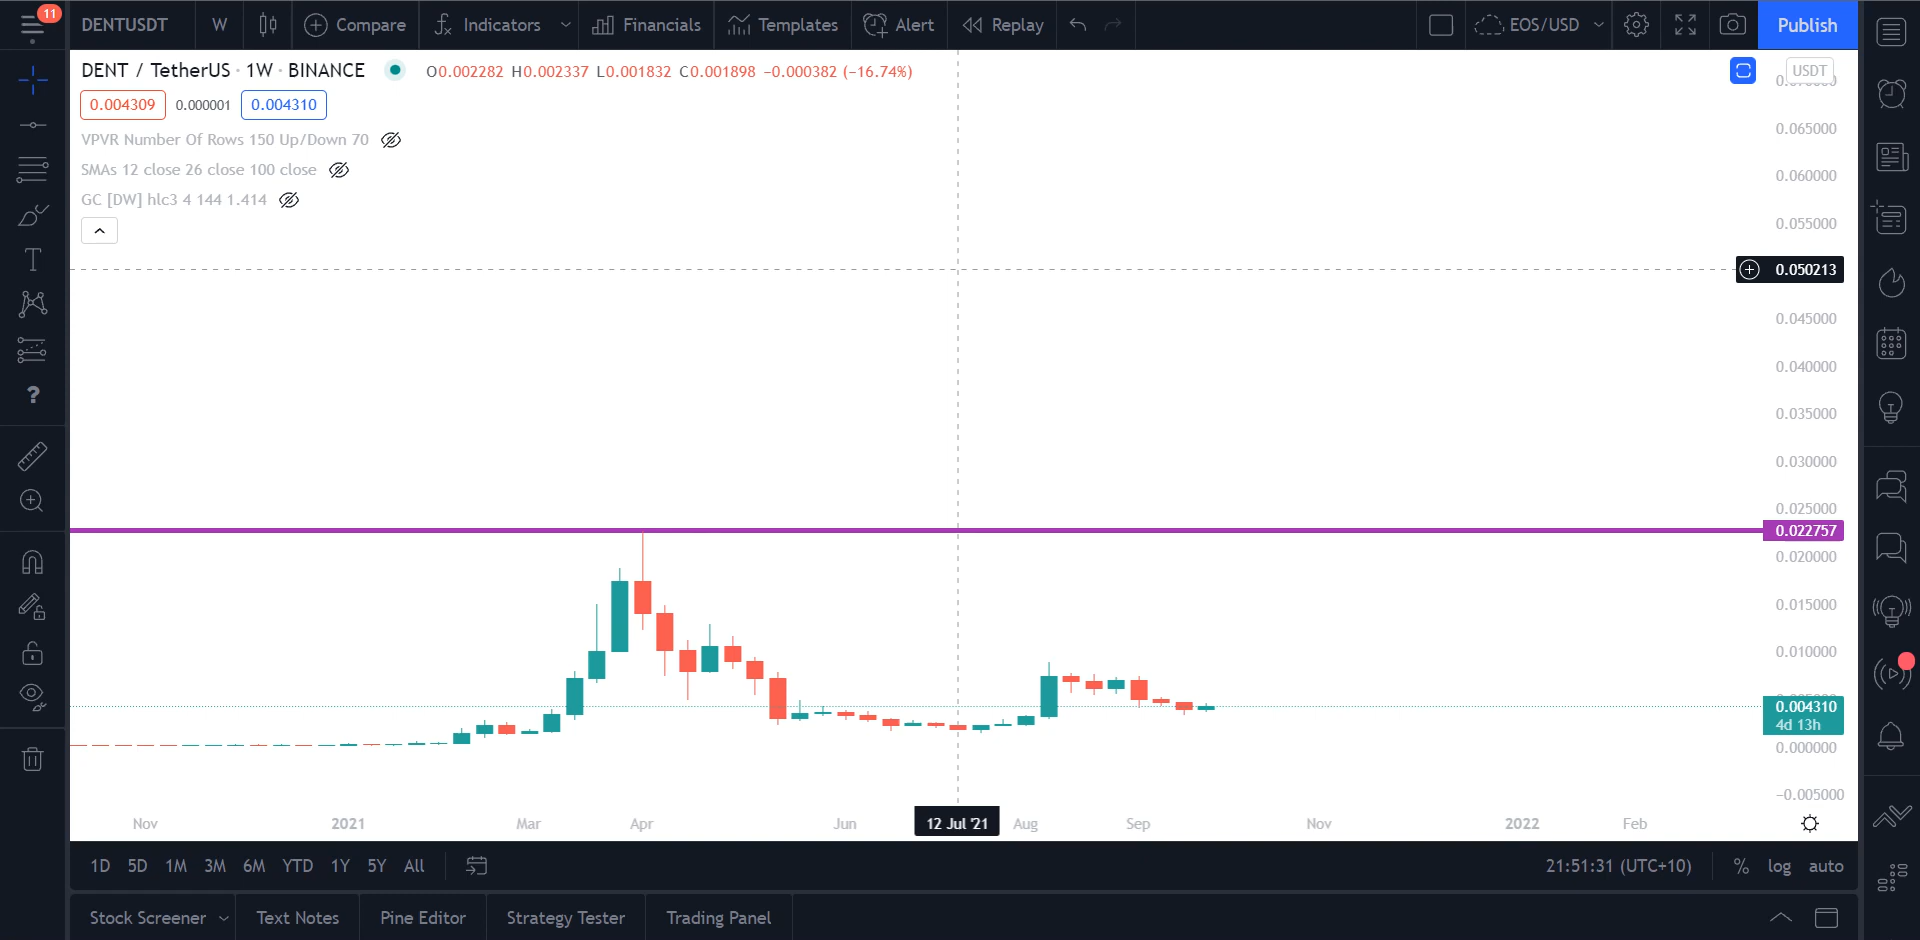 11
DENTUSDT W Compare Indicators Financials Templates Alert Replay EOS/USD Publish
DENT / TetherUS · 1W · BINANCE O0.002282 H0.002337 L0.001832 C0.001898 −0.000382 (−16.74%)
USDT
0.004309 0.000001 0.004310
VPVR Number Of Rows 150 Up/Down 70
SMAs 12 close 26 close 100 close
GC [DW] hlc3 4 144 1.414
0.065000
0.060000
0.055000
0.050213
0.045000
0.040000
0.035000
0.030000
0.025000
0.022757
0.020000
0.015000
0.010000
0.004310
4d 13h
0.000000
−0.005000
Nov 2021 Mar Apr Jun 12 Jul '21 Aug Sep Nov 2022 Feb
1D 5D 1M 3M 6M YTD 1Y 5Y All 21:51:31 (UTC+10) % log auto
Stock Screener Text Notes Pine Editor Strategy Tester Trading Panel